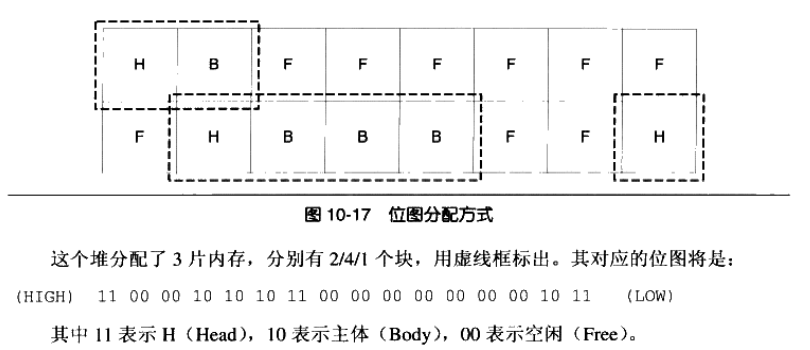 H B F F F F F F
F H B B B F F H
图 10-17 位图分配方式
这个堆分配了 3 片内存，分别有 2/4/1 个块，用虚线框标出。其对应的位图将是：
(HIGH) 11 00 00 10 10 10 11 00 00 00 00 00 00 00 10 11 (LOW)
其中 11 表示 H（Head），10 表示主体（Body），00 表示空闲（Free）。